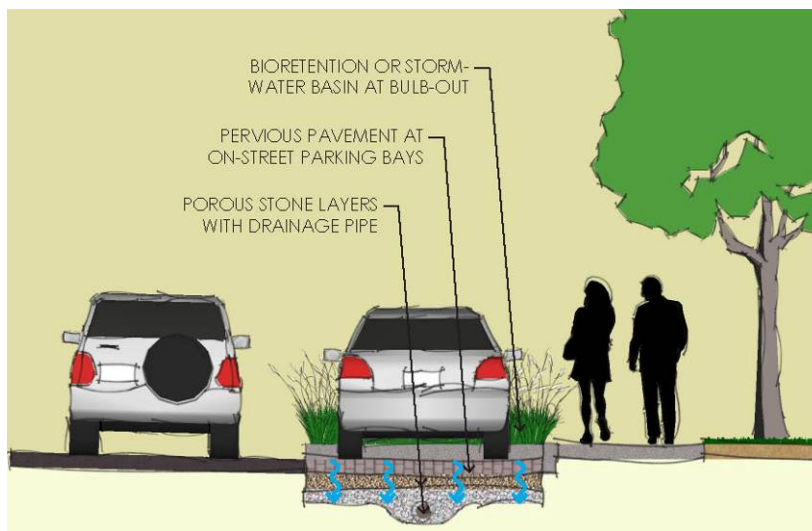 BIORETENTION OR STORM-
WATER BASIN AT BULB-OUT
PERVIOUS PAVEMENT AT
ON-STREET PARKING BAYS
POROUS STONE LAYERS
WITH DRAINAGE PIPE